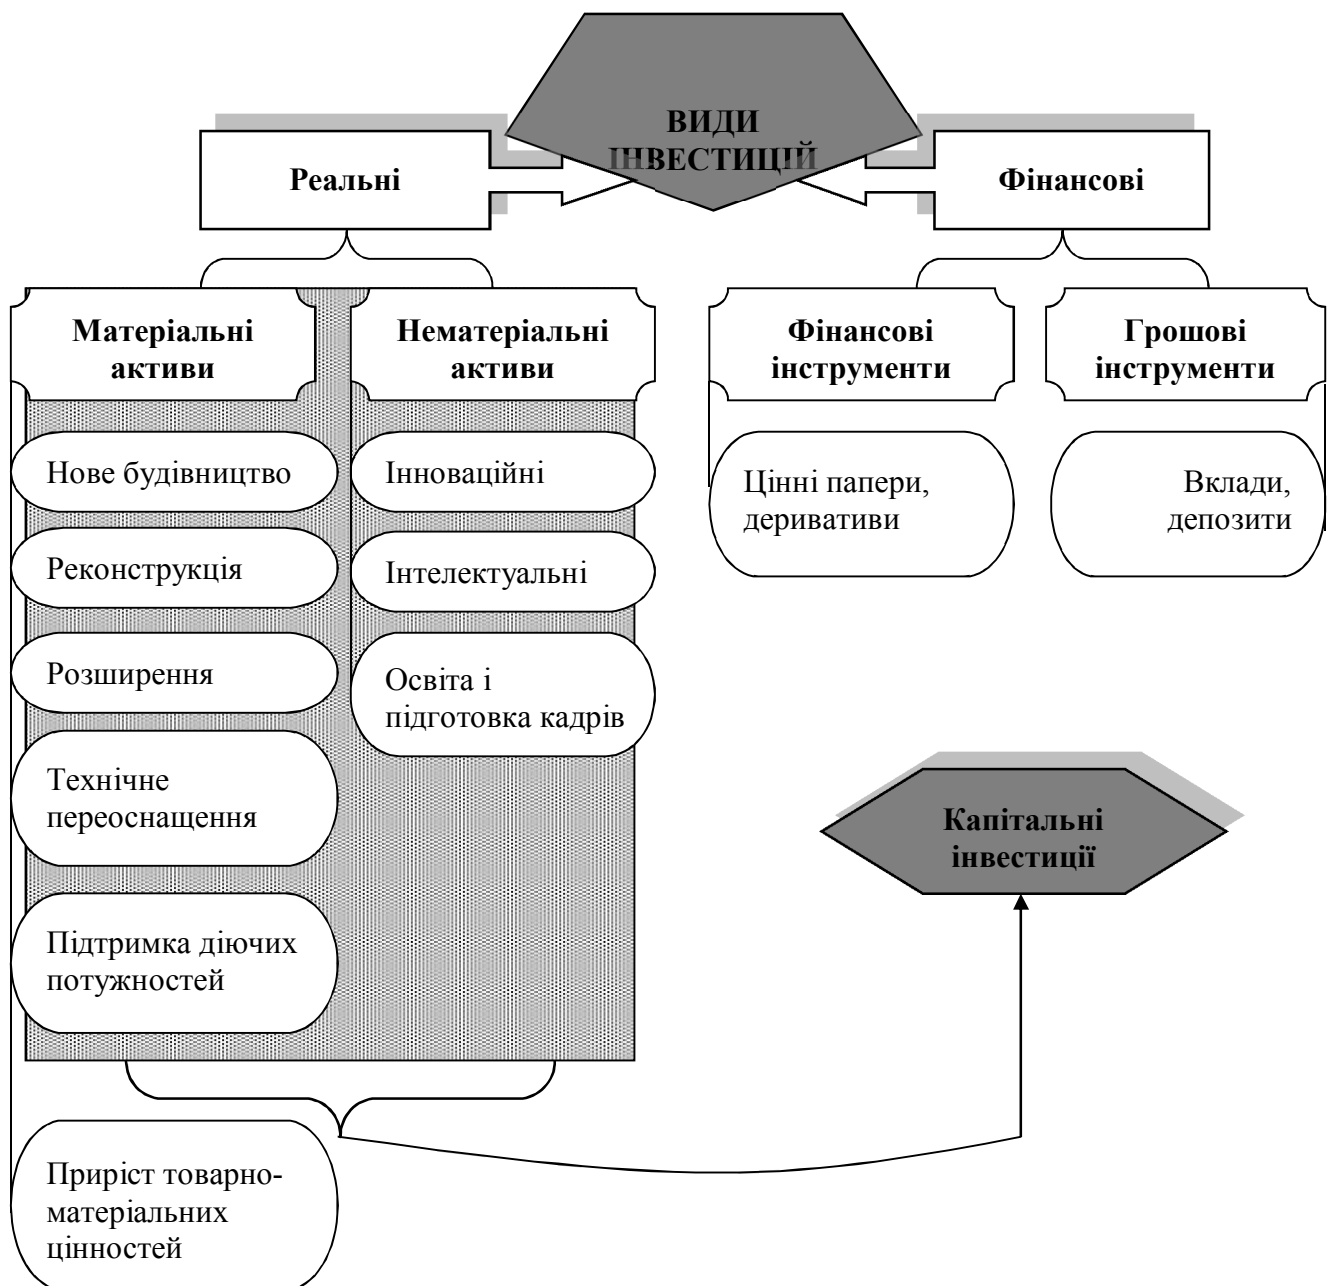 ВИДИ
ІНВЕСТИЦІЙ
Реальні
Фінансові
Матеріальні
активи
Нематеріальні
активи
Фінансові
інструменти
Грошові
інструменти
Нове будівництво
Реконструкція
Розширення
Технічне
переоснащення
Підтримка діючих
потужностей
Приріст товарно-
матеріальних
цінностей
Інноваційні
Інтелектуальні
Освіта і
підготовка кадрів
Цінні папери,
деривативи
Вклади,
депозити
Капітальні
інвестиції